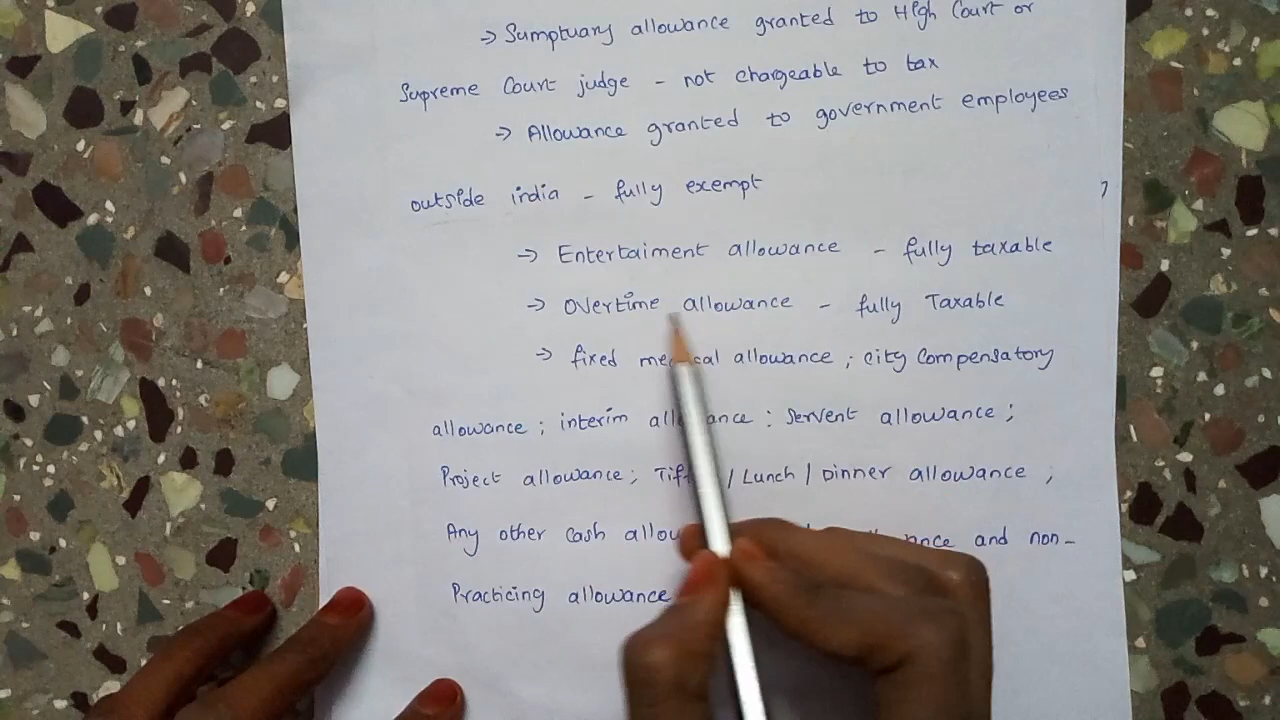 → Sumptuary allowance granted to High Court or
Supreme Court judge - not chargeable to tax
→ Allowance granted to government employees
outside india - fully exempt
→ Entertaiment allowance - fully taxable
→ Overtime allowance - fully Taxable
→ fixed medical allowance ; City Compensatory
allowance ; interim allowance : Servent allowance ;
Project allowance ; / Lunch / Dinner allowance ;
Any other cash and non-
Practicing allowance